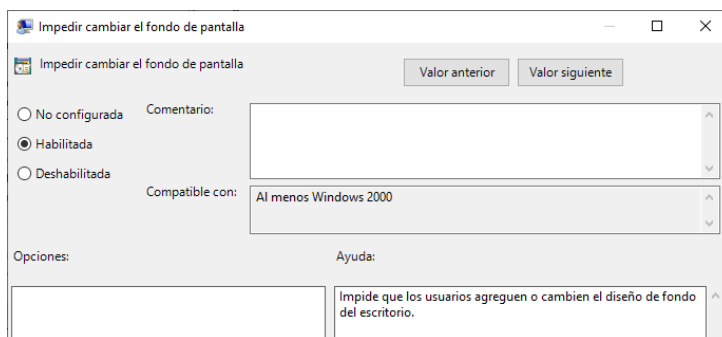 Impedir cambiar el fondo de pantalla
Impedir cambiar el fondo de pantalla
Valor anterior
Valor siguiente
No configurada
Comentario:
Habilitada
Deshabilitada
Compatible con:
Al menos Windows 2000
Opciones:
Ayuda:
Impide que los usuarios agreguen o cambien el diseño de fondo
del escritorio.